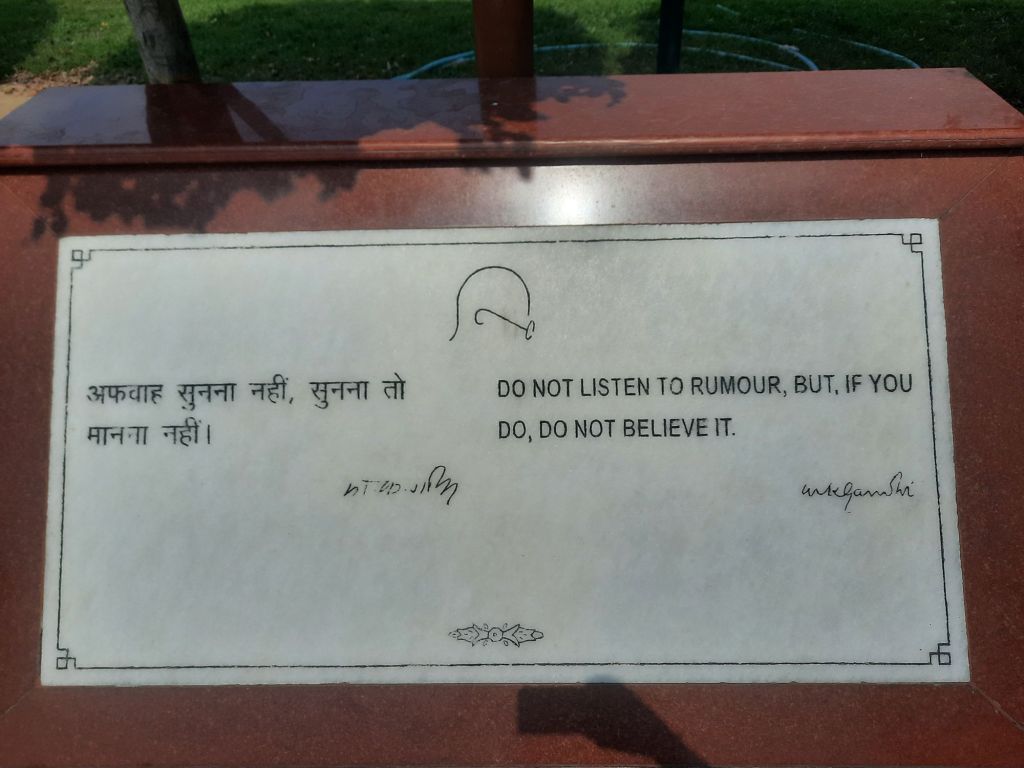 अफवाह सुनना नहीं, सुनना तो
मानना नहीं।
मो.क.गांधी
DO NOT LISTEN TO RUMOUR, BUT, IF YOU
DO, DO NOT BELIEVE IT.
MKGandhi